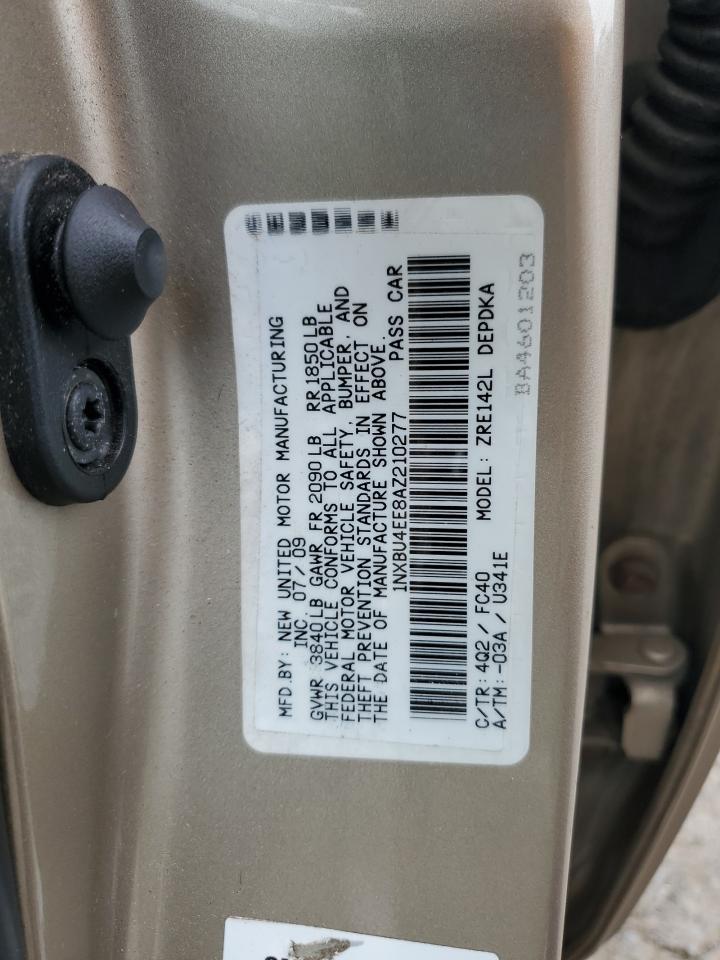 MFD.BY: NEW UNITED MOTOR MANUFACTURING
INC. 07/09
GVWR 3840LB GAWR FR 2090LB RR1850LB
THIS VEHICLE CONFORMS TO ALL APPLICABLE
FEDERAL MOTOR VEHICLE SAFETY, BUMPER, AND
THEFT PREVENTION STANDARDS IN EFFECT ON
THE DATE OF MANUFACTURE SHOWN ABOVE.
1NXBU4EE8AZ210277 PASS CAR
C/TR: 4Q2 / FC40 MODEL: ZRE142L DEPDKA
A/TM: -03A / U341E
BA4601203